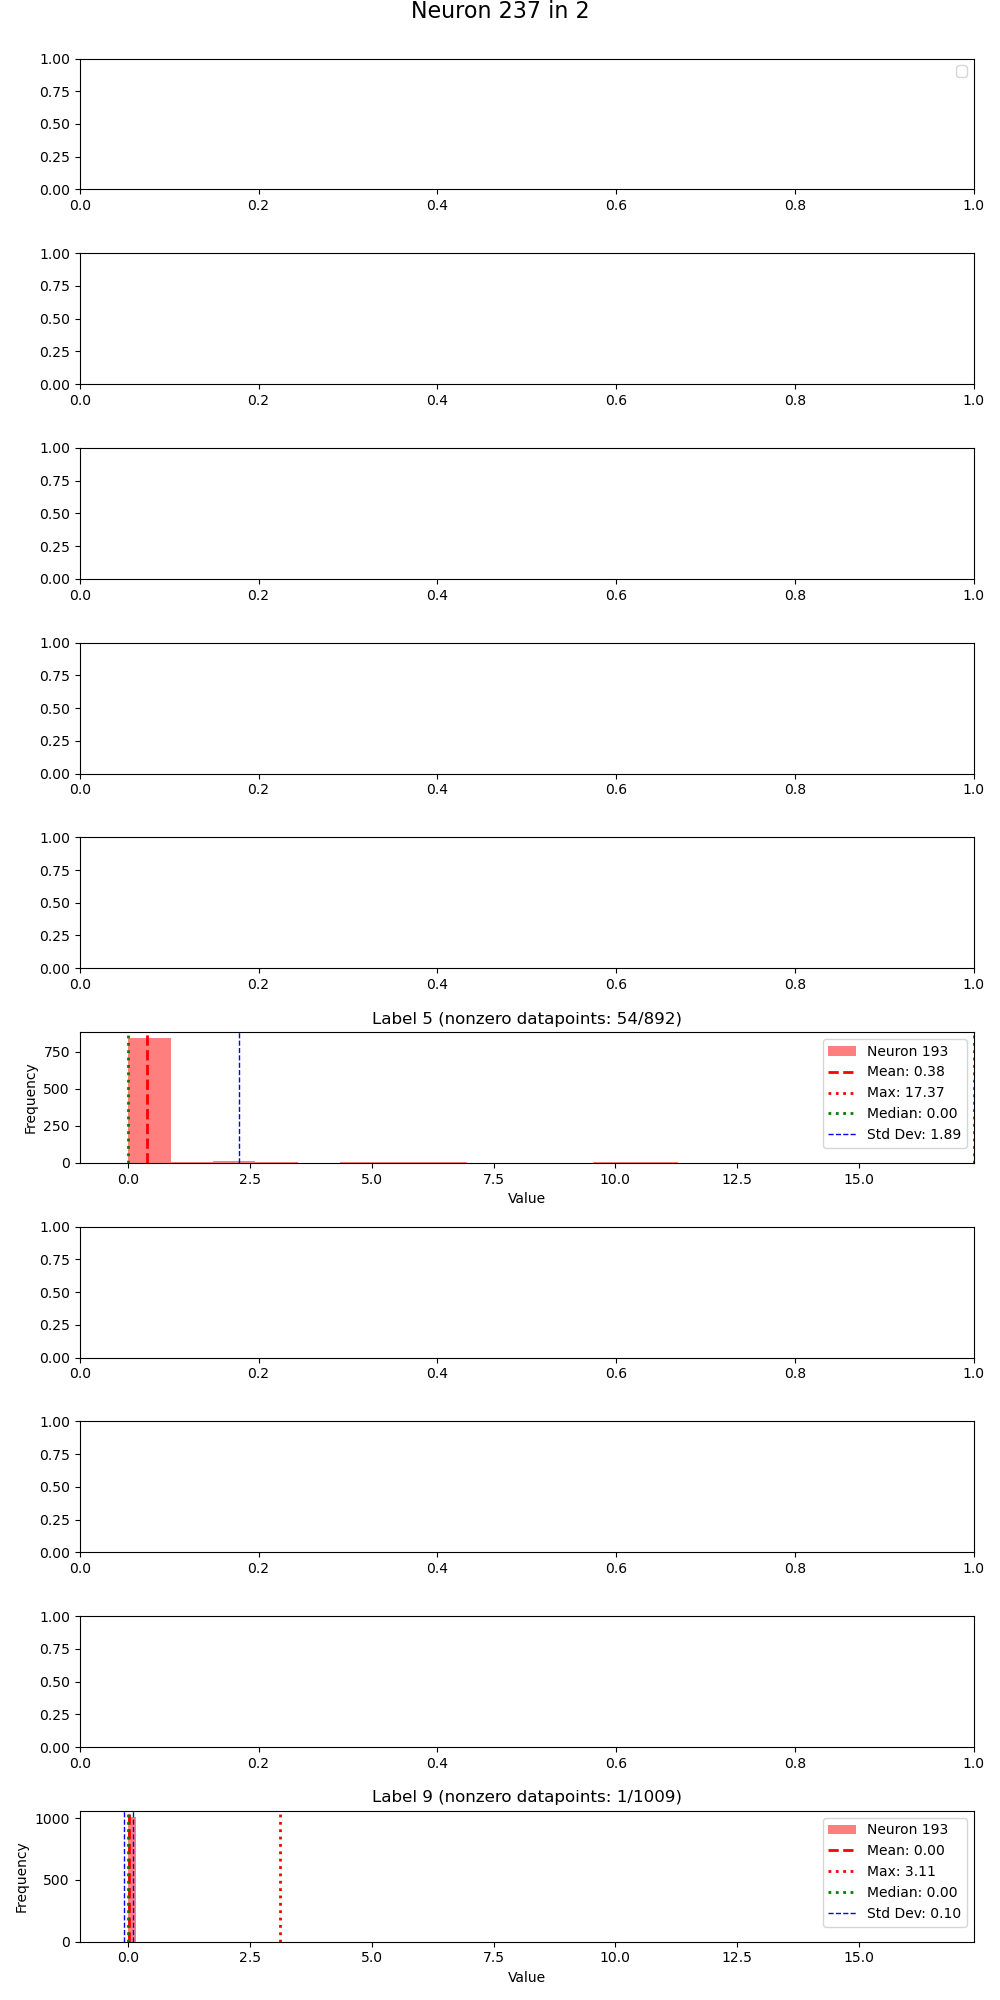 Neuron 237 in 2
1.00
0.75
0.50
0.25
0.00
0.0 0.2 0.4 0.6 0.8 1.0
1.00
0.75
0.50
0.25
0.00
0.0 0.2 0.4 0.6 0.8 1.0
1.00
0.75
0.50
0.25
0.00
0.0 0.2 0.4 0.6 0.8 1.0
1.00
0.75
0.50
0.25
0.00
0.0 0.2 0.4 0.6 0.8 1.0
1.00
0.75
0.50
0.25
0.00
0.0 0.2 0.4 0.6 0.8 1.0
Label 5 (nonzero datapoints: 54/892)
Frequency
750
500
250
0
Neuron 193
Mean: 0.38
Max: 17.37
Median: 0.00
Std Dev: 1.89
0.0 2.5 5.0 7.5 10.0 12.5 15.0
Value
1.00
0.75
0.50
0.25
0.00
0.0 0.2 0.4 0.6 0.8 1.0
1.00
0.75
0.50
0.25
0.00
0.0 0.2 0.4 0.6 0.8 1.0
1.00
0.75
0.50
0.25
0.00
0.0 0.2 0.4 0.6 0.8 1.0
Label 9 (nonzero datapoints: 1/1009)
Frequency
1000
500
0
Neuron 193
Mean: 0.00
Max: 3.11
Median: 0.00
Std Dev: 0.10
0.0 2.5 5.0 7.5 10.0 12.5 15.0
Value